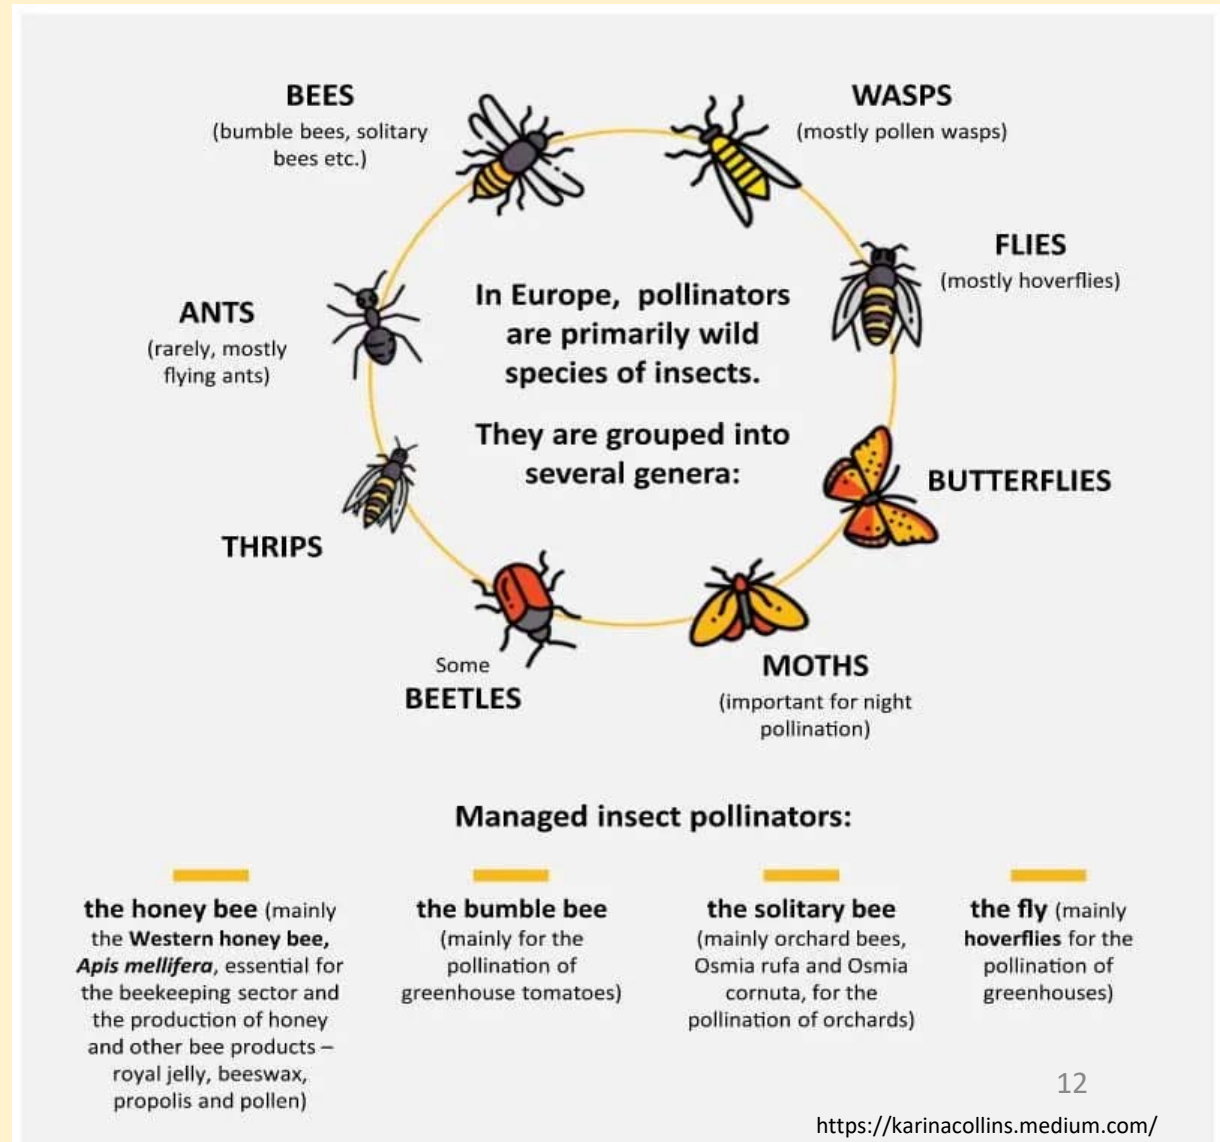 BEES
(bumble bees, solitary
bees etc.)
WASPS
(mostly pollen wasps)
FLIES
(mostly hoverflies)
ANTS
(rarely, mostly
flying ants)
In Europe, pollinators
are primarily wild
species of insects.
They are grouped into
several genera:
BUTTERFLIES
THRIPS
Some
BEETLES
MOTHS
(important for night
pollination)
Managed insect pollinators:
the honey bee (mainly
the Western honey bee,
Apis mellifera, essential for
the beekeeping sector and
the production of honey
and other bee products –
royal jelly, beeswax,
propolis and pollen)
the bumble bee
(mainly for the
pollination of
greenhouse tomatoes)
the solitary bee
(mainly orchard bees,
Osmia rufa and Osmia
cornuta, for the
pollination of orchards)
the fly (mainly
hoverflies for the
pollination of
greenhouses)
12
https://karinacollins.medium.com/